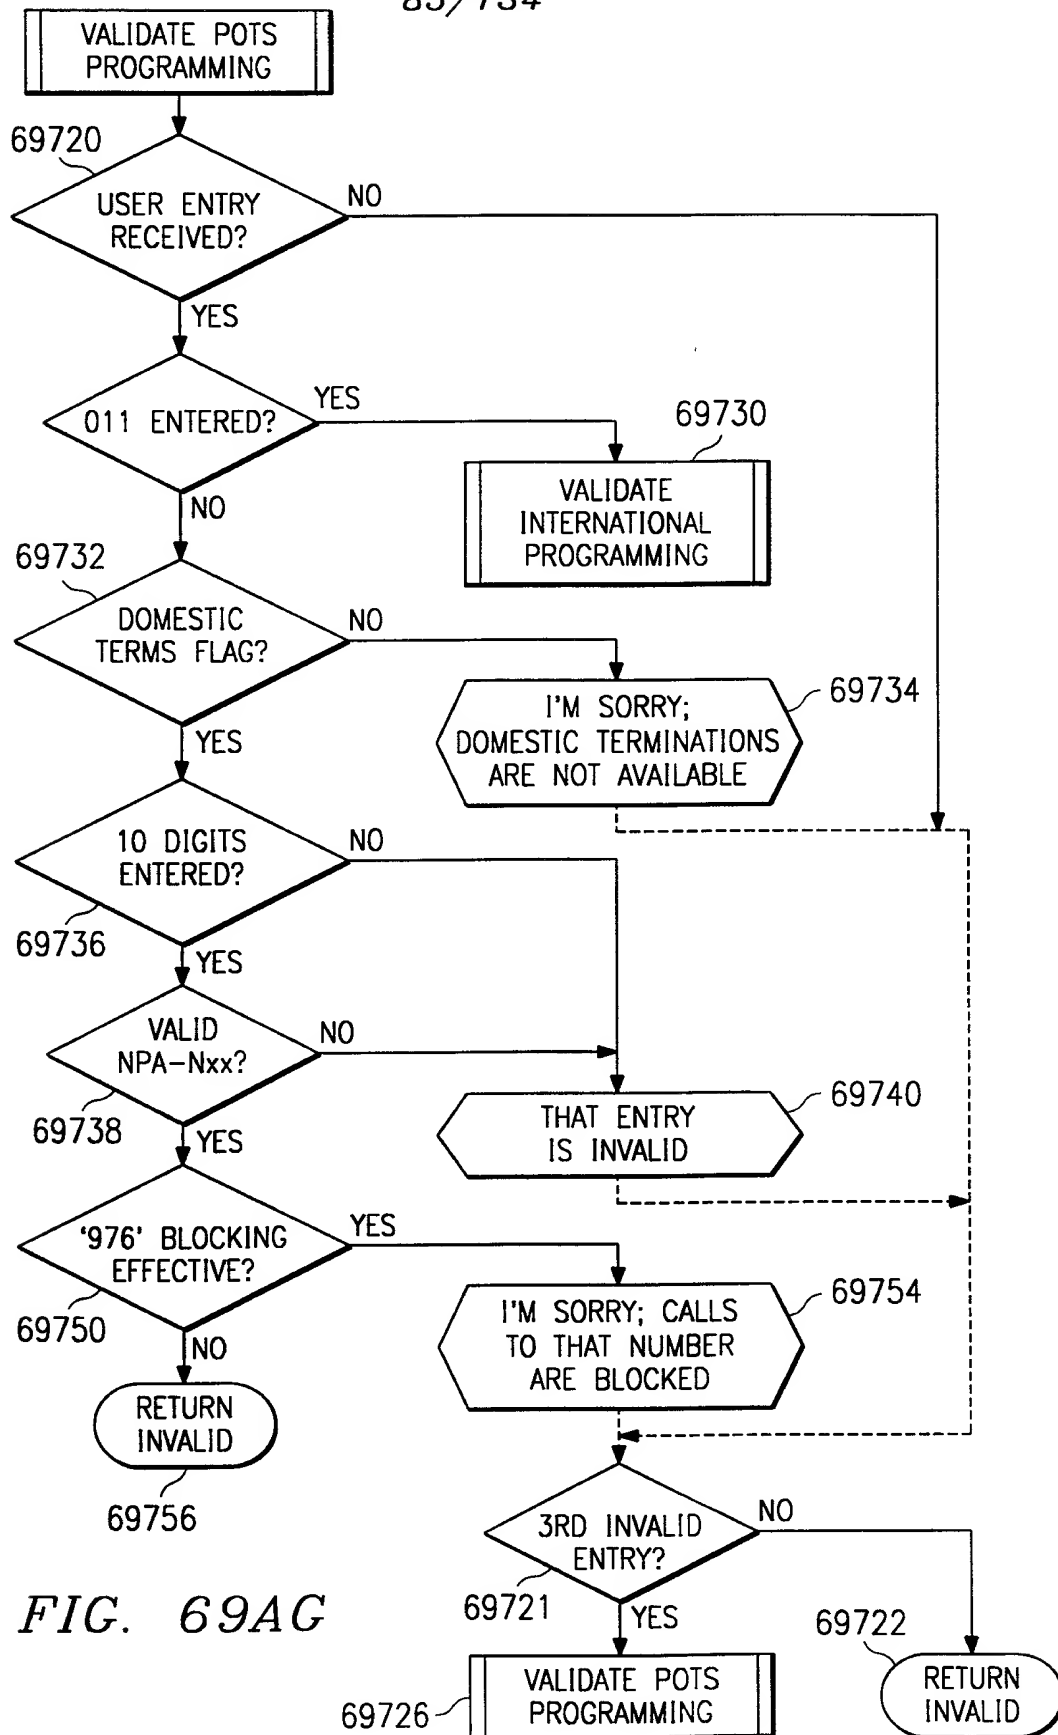 83/734
VALIDATE POTS
PROGRAMMING
69720
USER ENTRY
RECEIVED?
NO
YES
011 ENTERED?
YES
NO
69730
VALIDATE
INTERNATIONAL
PROGRAMMING
69732
DOMESTIC
TERMS FLAG?
NO
YES
I'M SORRY;
DOMESTIC TERMINATIONS
ARE NOT AVAILABLE
69734
10 DIGITS
ENTERED?
NO
69736
YES
VALID
NPA-Nxx?
NO
69738
YES
THAT ENTRY
IS INVALID
69740
'976' BLOCKING
EFFECTIVE?
YES
69750
NO
I'M SORRY; CALLS
TO THAT NUMBER
ARE BLOCKED
69754
RETURN
INVALID
69756
3RD INVALID
ENTRY?
NO
69721
YES
69722
RETURN
INVALID
VALIDATE POTS
PROGRAMMING
69726
FIG. 69AG